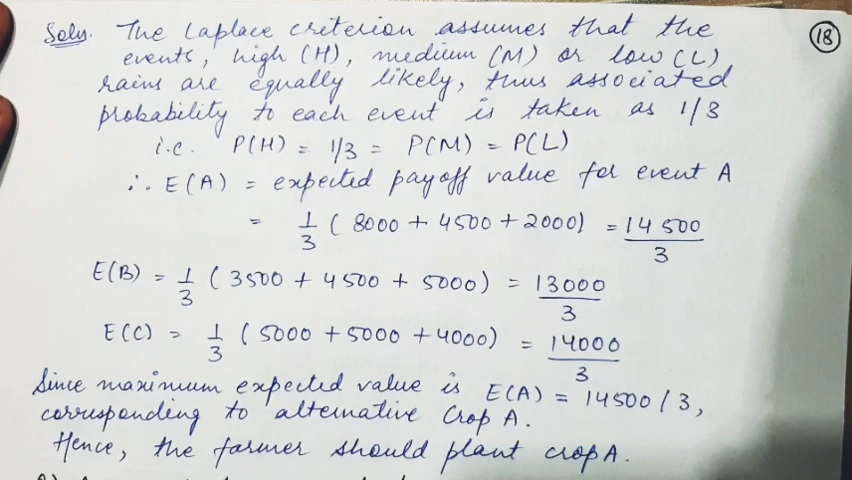 Soln. The Laplace criterion assumes that the (18)
events, high (H), medium (M) or low (L)
rains are equally likely, thus associated
probability to each event is taken as 1/3
i.e. P(H) = 1/3 = P(M) = P(L)
∴ E(A) = expected payoff value for event A
= 1/3 (8000 + 4500 + 2000) = 14500/3
E(B) = 1/3 (3500 + 4500 + 5000) = 13000/3
E(C) = 1/3 (5000 + 5000 + 4000) = 14000/3
Since maximum expected value is E(A) = 14500/3,
corresponding to alternative Crop A.
Hence, the farmer should plant crop A.